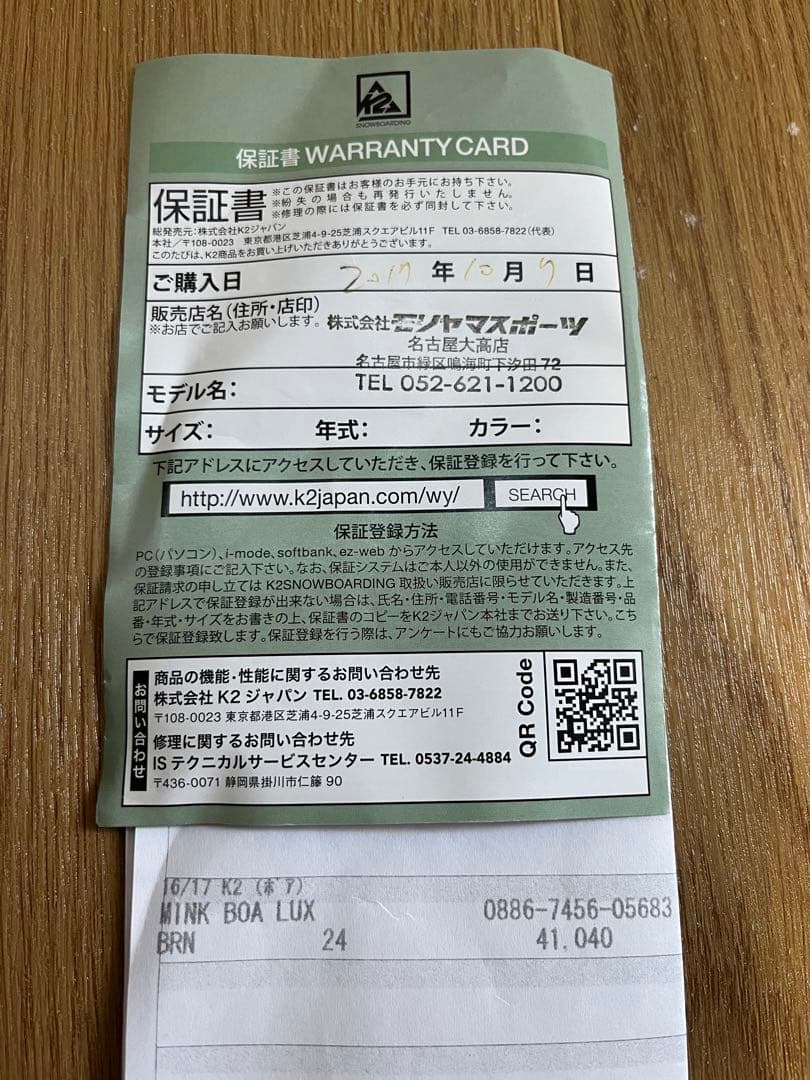 K2
SNOWBOARDING
保証書 WARRANTY CARD
保証書
※この保証書はお客様のお手元にお持ち下さい。
※紛失の場合も再発行いたしません。
※修理の際には保証書を必ず同封して下さい。
総発売元:株式会社K2ジャパン
本社/〒108-0023 東京都港区芝浦4-9-25芝浦スクエアビル11F TEL 03-6858-7822(代表)
このたびは、K2商品をお買い上げいただきありがとうございます。
ご購入日 2017年10月9日
販売店名(住所・店印)
※お店でご記入お願いします。
株式会社モリヤマスポーツ
名古屋大高店
名古屋市緑区鳴海町下汐田72
TEL 052-621-1200
モデル名:
サイズ: 年式: カラー:
下記アドレスにアクセスしていただき、保証登録を行って下さい。
http://www.k2japan.com/wy/ SEARCH
保証登録方法
PC(パソコン)、i-mode、softbank、ez-web からアクセスしていただけます。アクセス先
の登録事項にご記入下さい。なお、保証システムはご本人以外の使用ができません。また、
保証請求の申し立ては K2SNOWBOARDING 取扱い販売店に限らせていただきます。上
記アドレスで保証登録が出来ない場合は、氏名・住所・電話番号・モデル名・製造番号・品
番・年式・サイズをお書きの上、保証書のコピーをK2ジャパン本社までお送り下さい。こち
らで保証登録致します。保証登録を行う際は、アンケートにもご協力お願いします。
お問い合わせ
商品の機能・性能に関するお問い合わせ先
株式会社 K2 ジャパン TEL. 03-6858-7822
〒108-0023 東京都港区芝浦4-9-25芝浦スクエアビル11F
修理に関するお問い合わせ先
IS テクニカルサービスセンター TEL. 0537-24-4884
〒436-0071 静岡県掛川市仁藤 90
QR Code
16/17 K2 (ボア)
MINK BOA LUX 0886-7456-05683
BRN 24 41,040